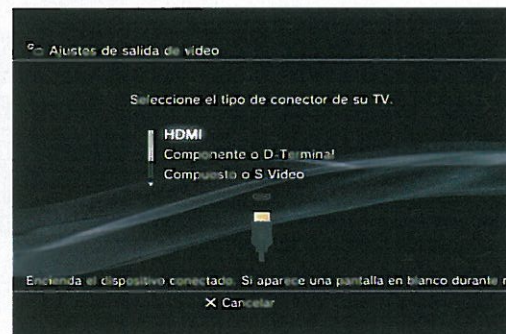 Ajustes de salida de video
Seleccione el tipo de conector de su TV.
HDMI
Componente o D-Terminal
Compuesto o S Video
Encienda el dispositivo conectado. Si aparece una pantalla en blanco durante
X Cancelar